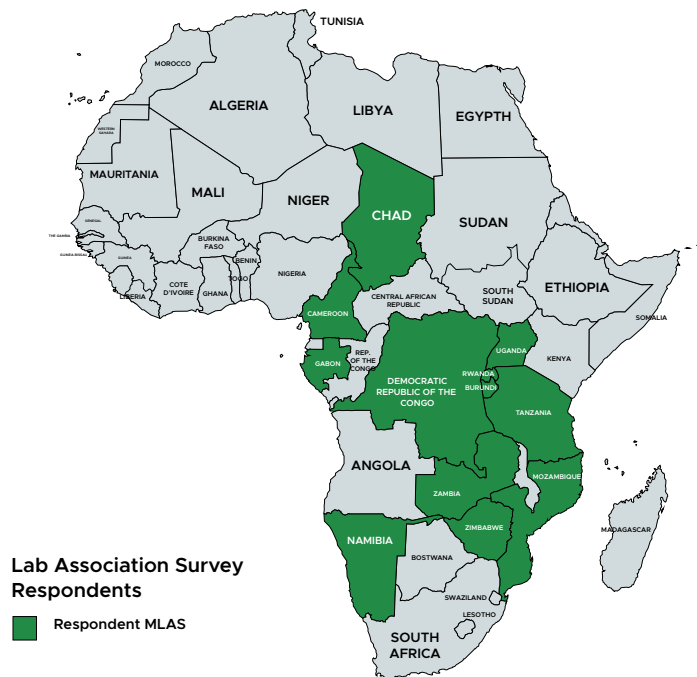 TUNISIA
MOROCCO
ALGERIA
LIBYA
EGYPTH
WESTERN
SAHARA
MAURITANIA
MALI
NIGER
CHAD
SUDAN
SENEGAL
THE GAMBIA
GUINEA-BISSAU
GUINEA
BURKINA
FASO
BENIN
TOGO
NIGERIA
COTE
D'IVOIRE
GHANA
LIBERIA
CENTRAL AFRICAN
REPUBLIC
SOUTH
SUDAN
ETHIOPIA
SOMALIA
CAMEROON
GABON
REP.
OF THE
CONGO
UGANDA
KENYA
RWANDA
BURUNDI
DEMOCRATIC
REPUBLIC OF THE
CONGO
TANZANIA
ANGOLA
ZAMBIA
MOZAMBIQUE
ZIMBABWE
MADAGASCAR
NAMIBIA
BOSTWANA
SWAZILAND
LESOTHO
SOUTH
AFRICA
Lab Association Survey
Respondents
Respondent MLAS